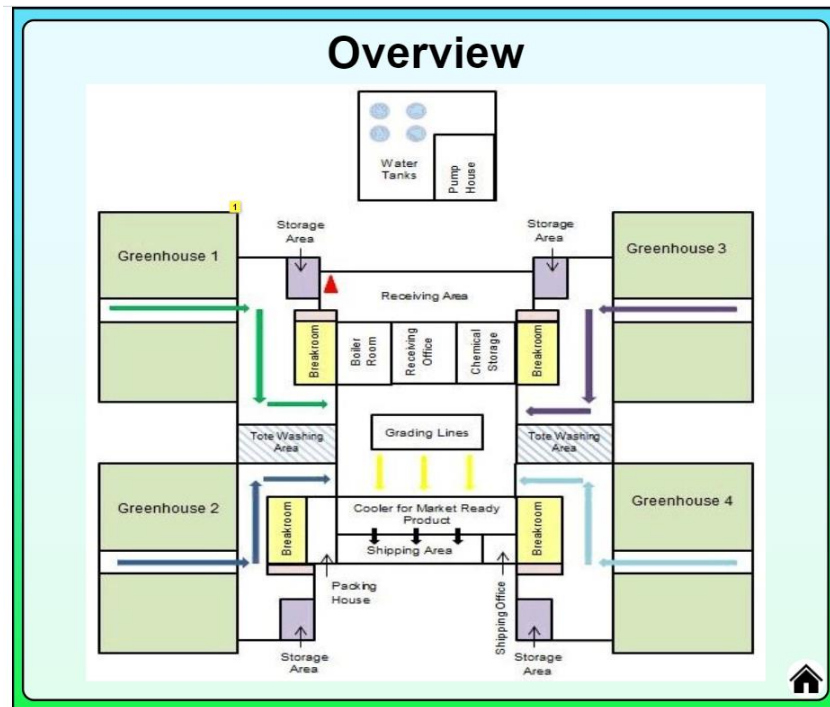 Overview
Water
Tanks
Pump
House
1
Storage
Area
Storage
Area
Greenhouse 1
Greenhouse 3
Receiving Area
Breakroom
Boiler
Room
Receiving
Office
Chemical
Storage
Breakroom
Grading Lines
Tote Washing
Area
Tote Washing
Area
Greenhouse 2
Greenhouse 4
Breakroom
Cooler for Market Ready
Product
Breakroom
Shipping Area
Packing
House
Shipping Office
Storage
Area
Storage
Area